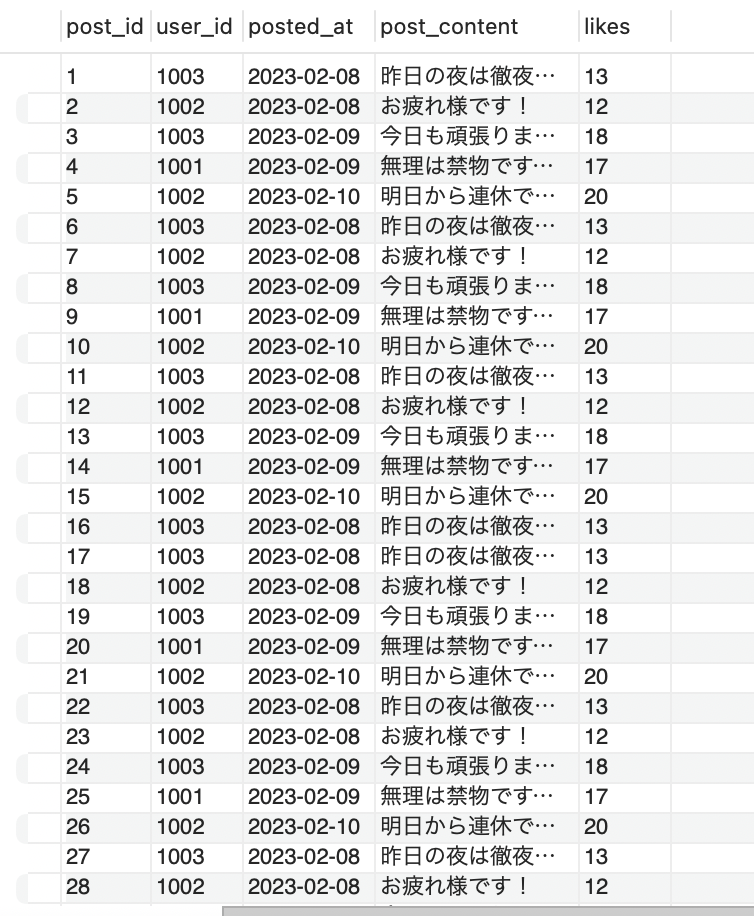 post_id user_id posted_at post_content likes
1 1003 2023-02-08 昨日の夜は徹夜… 13
2 1002 2023-02-08 お疲れ様です！ 12
3 1003 2023-02-09 今日も頑張りま… 18
4 1001 2023-02-09 無理は禁物です… 17
5 1002 2023-02-10 明日から連休で… 20
6 1003 2023-02-08 昨日の夜は徹夜… 13
7 1002 2023-02-08 お疲れ様です！ 12
8 1003 2023-02-09 今日も頑張りま… 18
9 1001 2023-02-09 無理は禁物です… 17
10 1002 2023-02-10 明日から連休で… 20
11 1003 2023-02-08 昨日の夜は徹夜… 13
12 1002 2023-02-08 お疲れ様です！ 12
13 1003 2023-02-09 今日も頑張りま… 18
14 1001 2023-02-09 無理は禁物です… 17
15 1002 2023-02-10 明日から連休で… 20
16 1003 2023-02-08 昨日の夜は徹夜… 13
17 1003 2023-02-08 昨日の夜は徹夜… 13
18 1002 2023-02-08 お疲れ様です！ 12
19 1003 2023-02-09 今日も頑張りま… 18
20 1001 2023-02-09 無理は禁物です… 17
21 1002 2023-02-10 明日から連休で… 20
22 1003 2023-02-08 昨日の夜は徹夜… 13
23 1002 2023-02-08 お疲れ様です！ 12
24 1003 2023-02-09 今日も頑張りま… 18
25 1001 2023-02-09 無理は禁物です… 17
26 1002 2023-02-10 明日から連休で… 20
27 1003 2023-02-08 昨日の夜は徹夜… 13
28 1002 2023-02-08 お疲れ様です！ 12